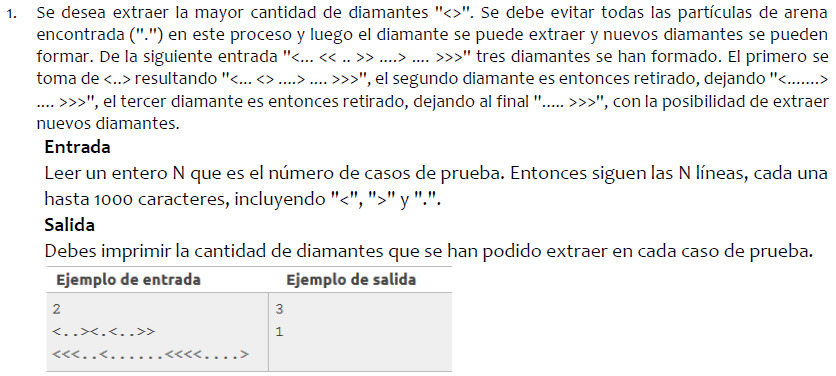 1. Se desea extraer la mayor cantidad de diamantes "<>". Se debe evitar todas las partículas de arena
encontrada (".") en este proceso y luego el diamante se puede extraer y nuevos diamantes se pueden
formar. De la siguiente entrada "<... << .. >> ....> .... >>>" tres diamantes se han formado. El primero se
toma de <..> resultando "<... <> ....> .... >>>", el segundo diamante es entonces retirado, dejando "<.......>
.... >>>", el tercer diamante es entonces retirado, dejando al final "..... >>>", con la posibilidad de extraer
nuevos diamantes.
Entrada
Leer un entero N que es el número de casos de prueba. Entonces siguen las N líneas, cada una
hasta 1000 caracteres, incluyendo "<", ">" y ".".
Salida
Debes imprimir la cantidad de diamantes que se han podido extraer en cada caso de prueba.
Ejemplo de entrada Ejemplo de salida
2 3
<..><.<..>> 1
<<<..<......<<<<....>